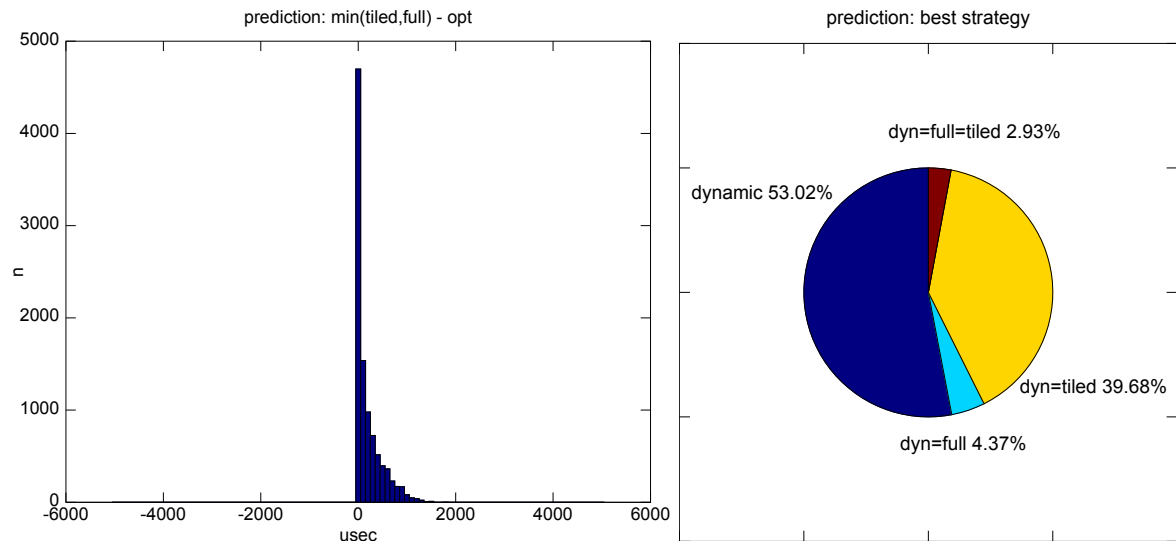 prediction: min(tiled,full) - opt
5000
4000
3000
2000
1000
0
n
-6000 -4000 -2000 0 2000 4000 6000
usec
prediction: best strategy
dyn=full=tiled 2.93%
dynamic 53.02%
dyn=tiled 39.68%
dyn=full 4.37%